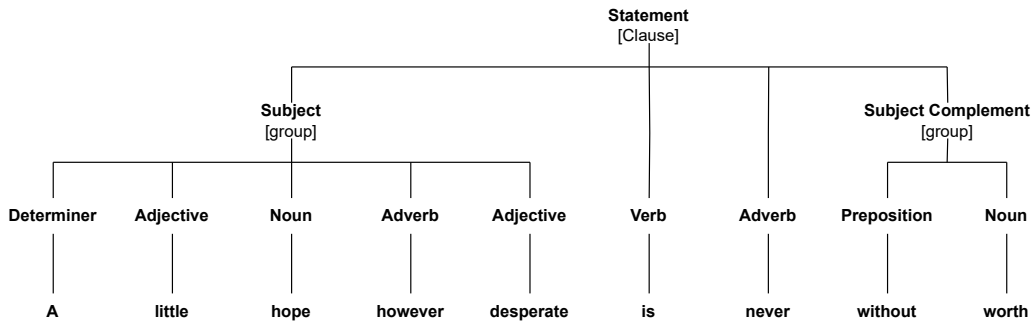 Statement
[Clause]
Subject
[group]
Subject Complement
[group]
Determiner Adjective Noun Adverb Adjective Verb Adverb Preposition Noun
A little hope however desperate is never without worth